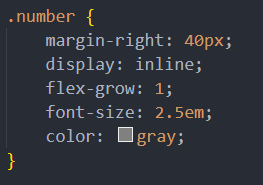 .number {
    margin-right: 40px;
    display: inline;
    flex-grow: 1;
    font-size: 2.5em;
    color: gray;
}